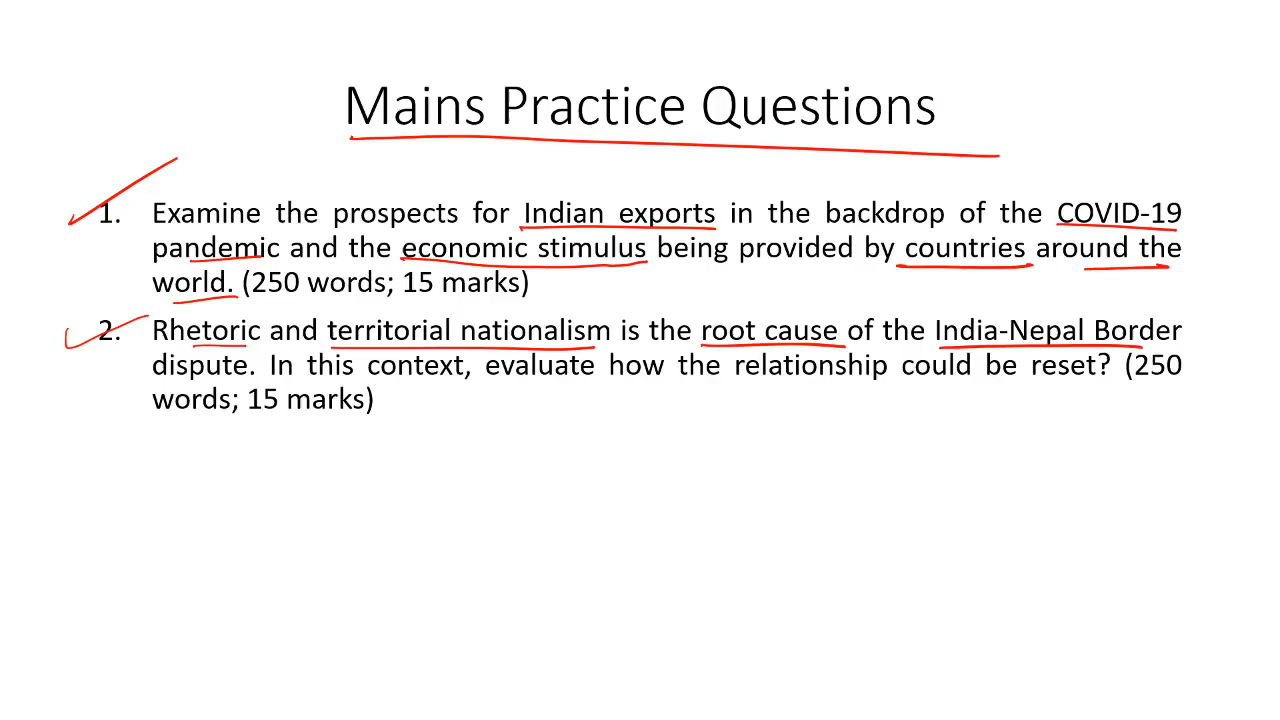 Mains Practice Questions
1. Examine the prospects for Indian exports in the backdrop of the COVID-19
pandemic and the economic stimulus being provided by countries around the
world. (250 words; 15 marks)
2. Rhetoric and territorial nationalism is the root cause of the India-Nepal Border
dispute. In this context, evaluate how the relationship could be reset? (250
words; 15 marks)